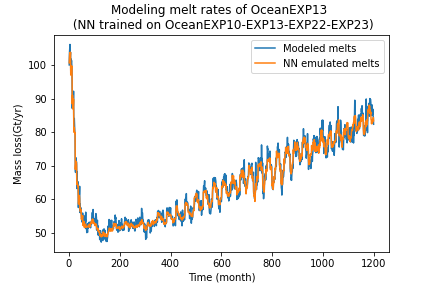 Modeling melt rates of OceanEXP13
(NN trained on OceanEXP10-EXP13-EXP22-EXP23)
Modeled melts
NN emulated melts
Mass loss(Gt/yr)
100
90
80
70
60
50
0 200 400 600 800 1000 1200
Time (month)